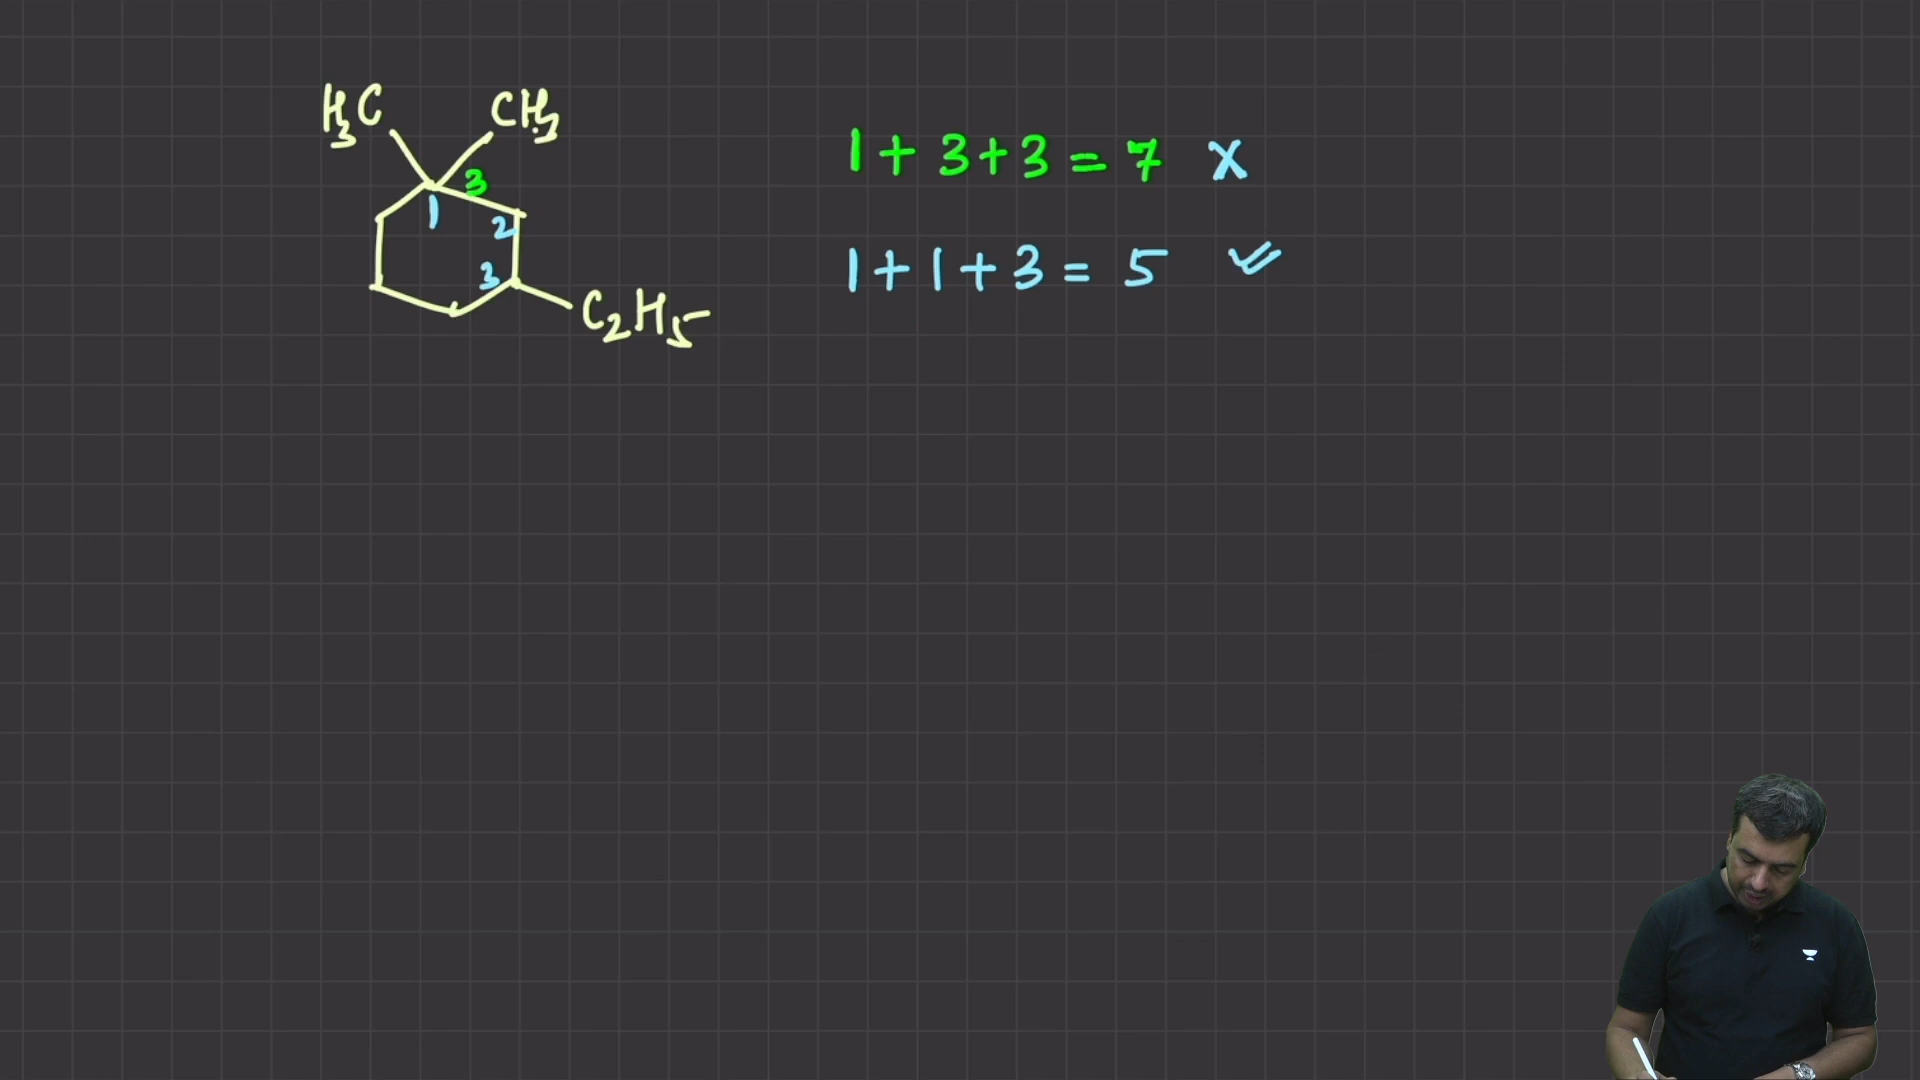 H₃C CH₃
1 + 3 + 3 = 7 x
3
1 2
1 + 1 + 3 = 5 ✓
3
C₂H₅